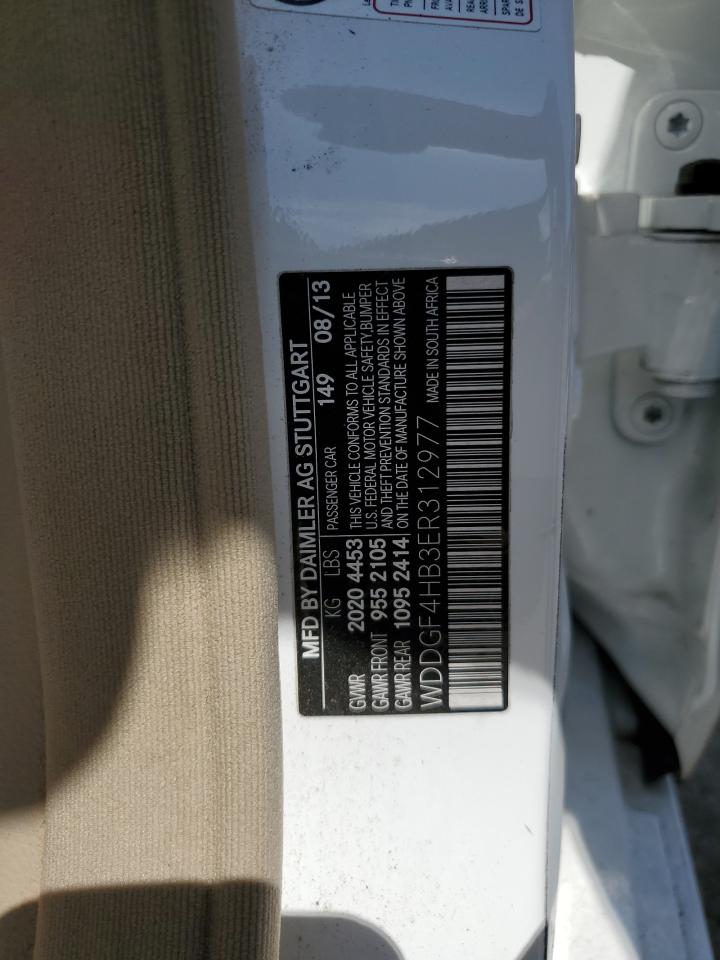 MFD BY DAIMLER AG STUTTGART
KG LBS PASSENGER CAR 149 08/13
GVWR 2020 4453 THIS VEHICLE CONFORMS TO ALL APPLICABLE
U.S. FEDERAL MOTOR VEHICLE SAFETY, BUMPER
GAWR FRONT 955 2105 AND THEFT PREVENTION STANDARDS IN EFFECT
GAWR REAR 1095 2414 ON THE DATE OF MANUFACTURE SHOWN ABOVE
WDDGF4HB3ER312977 MADE IN SOUTH AFRICA